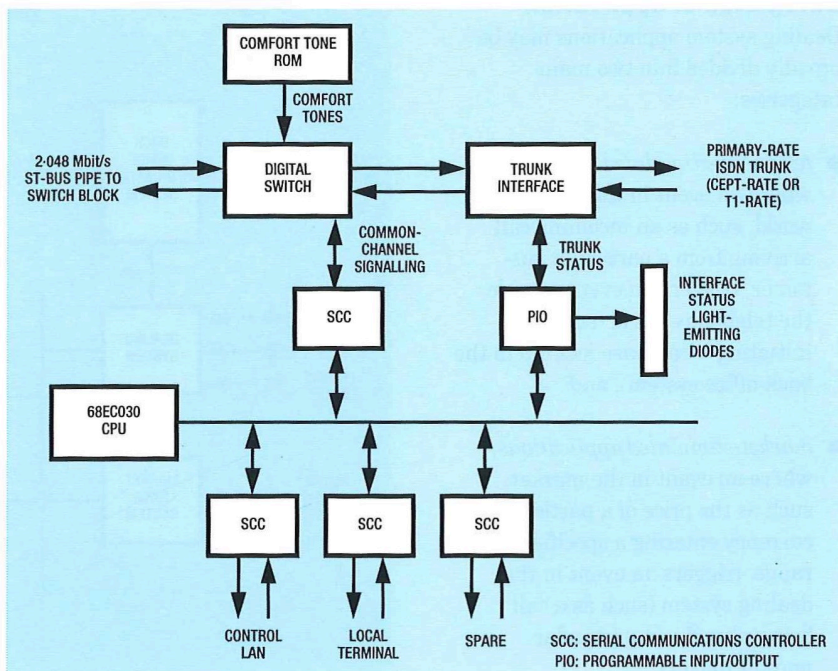 COMFORT TONE
ROM
COMFORT
TONES
2·048 Mbit/s
ST-BUS PIPE TO
SWITCH BLOCK
DIGITAL
SWITCH
TRUNK
INTERFACE
PRIMARY-RATE
ISDN TRUNK
(CEPT-RATE OR
T1-RATE)
COMMON-
CHANNEL
SIGNALLING
TRUNK
STATUS
SCC
PIO
INTERFACE
STATUS
LIGHT-
EMITTING
DIODES
68EC030
CPU
SCC
SCC
SCC
CONTROL
LAN
LOCAL
TERMINAL
SPARE
SCC: SERIAL COMMUNICATIONS CONTROLLER
PIO: PROGRAMMABLE INPUT/OUTPUT